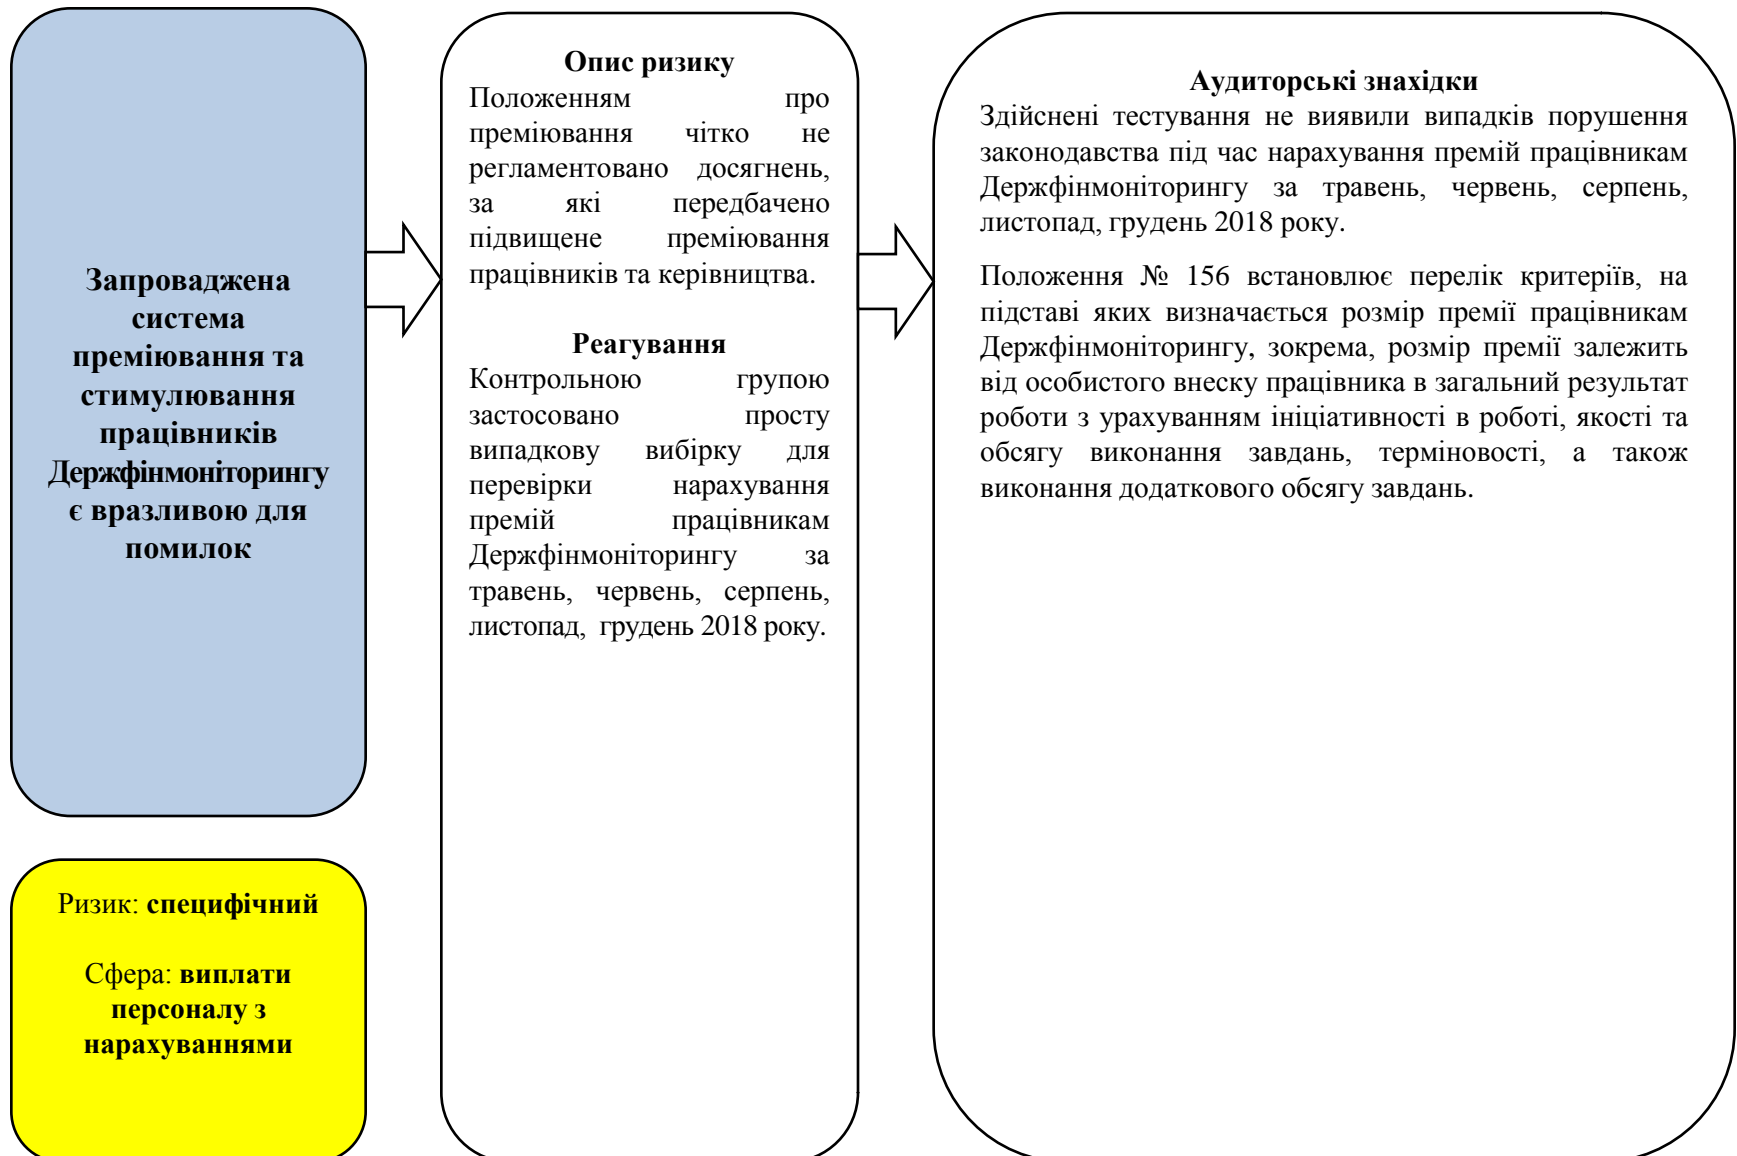 Запроваджена
система
преміювання та
стимулювання
працівників
Держфінмоніторингу
є вразливою для
помилок
Ризик: специфічний
Сфера: виплати
персоналу з
нарахуваннями
Опис ризику
Положенням про
преміювання чітко не
регламентовано досягнень,
за які передбачено
підвищене преміювання
працівників та керівництва.
Реагування
Контрольною групою
застосовано просту
випадкову вибірку для
перевірки нарахування
премій працівникам
Держфінмоніторингу за
травень, червень, серпень,
листопад, грудень 2018 року.
Аудиторські знахідки
Здійснені тестування не виявили випадків порушення
законодавства під час нарахування премій працівникам
Держфінмоніторингу за травень, червень, серпень,
листопад, грудень 2018 року.
Положення № 156 встановлює перелік критеріїв, на
підставі яких визначається розмір премії працівникам
Держфінмоніторингу, зокрема, розмір премії залежить
від особистого внеску працівника в загальний результат
роботи з урахуванням ініціативності в роботі, якості та
обсягу виконання завдань, терміновості, а також
виконання додаткового обсягу завдань.